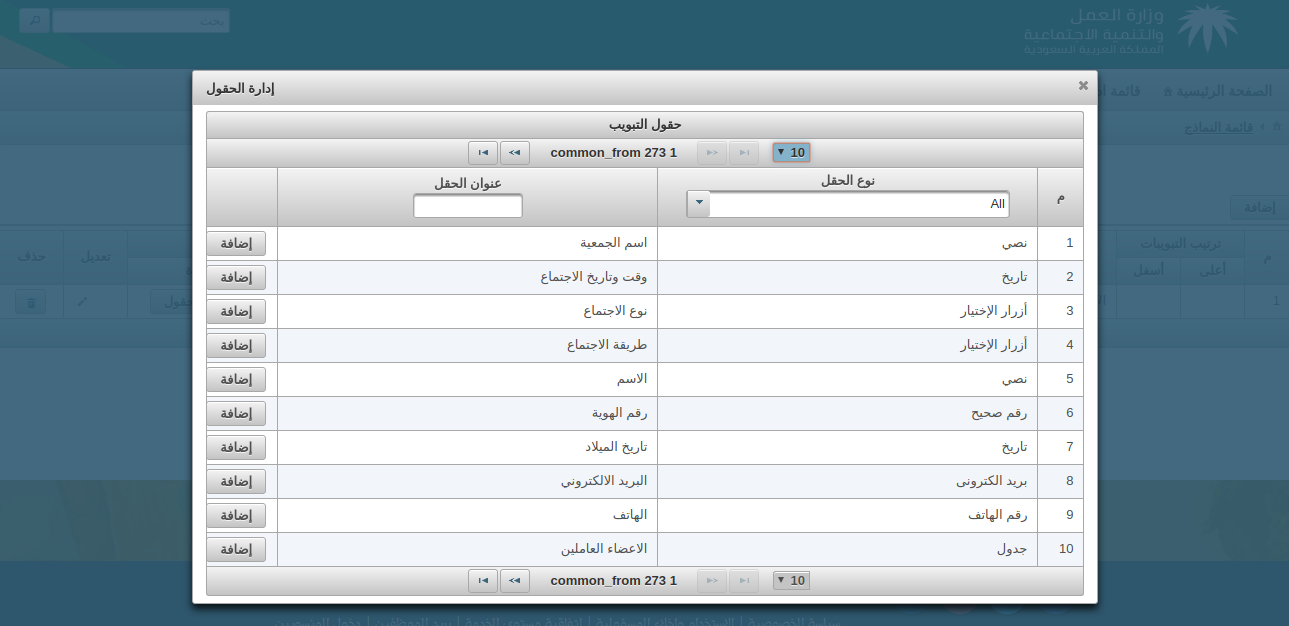 وزارة العمل
والتنمية الاجتماعية
المملكة العربية السعودية
بحث
الصفحة الرئيسية
قائمة
قائمة النماذج
إضافة
ترتيب التبويبات
م
أعلى
أسفل
تعديل
حذف
1
إدارة الحقول
حقول التبويب
1 common_from 273
10
م
نوع الحقل
عنوان الحقل
All
1 نصي اسم الجمعية إضافة
2 تاريخ وقت وتاريخ الاجتماع إضافة
3 أزرار الإختيار نوع الاجتماع إضافة
4 أزرار الإختيار طريقة الاجتماع إضافة
5 نصي الاسم إضافة
6 رقم صحيح رقم الهوية إضافة
7 تاريخ تاريخ الميلاد إضافة
8 بريد الكترونى البريد الالكتروني إضافة
9 رقم الهاتف الهاتف إضافة
10 جدول الاعضاء العاملين إضافة
1 common_from 273
10